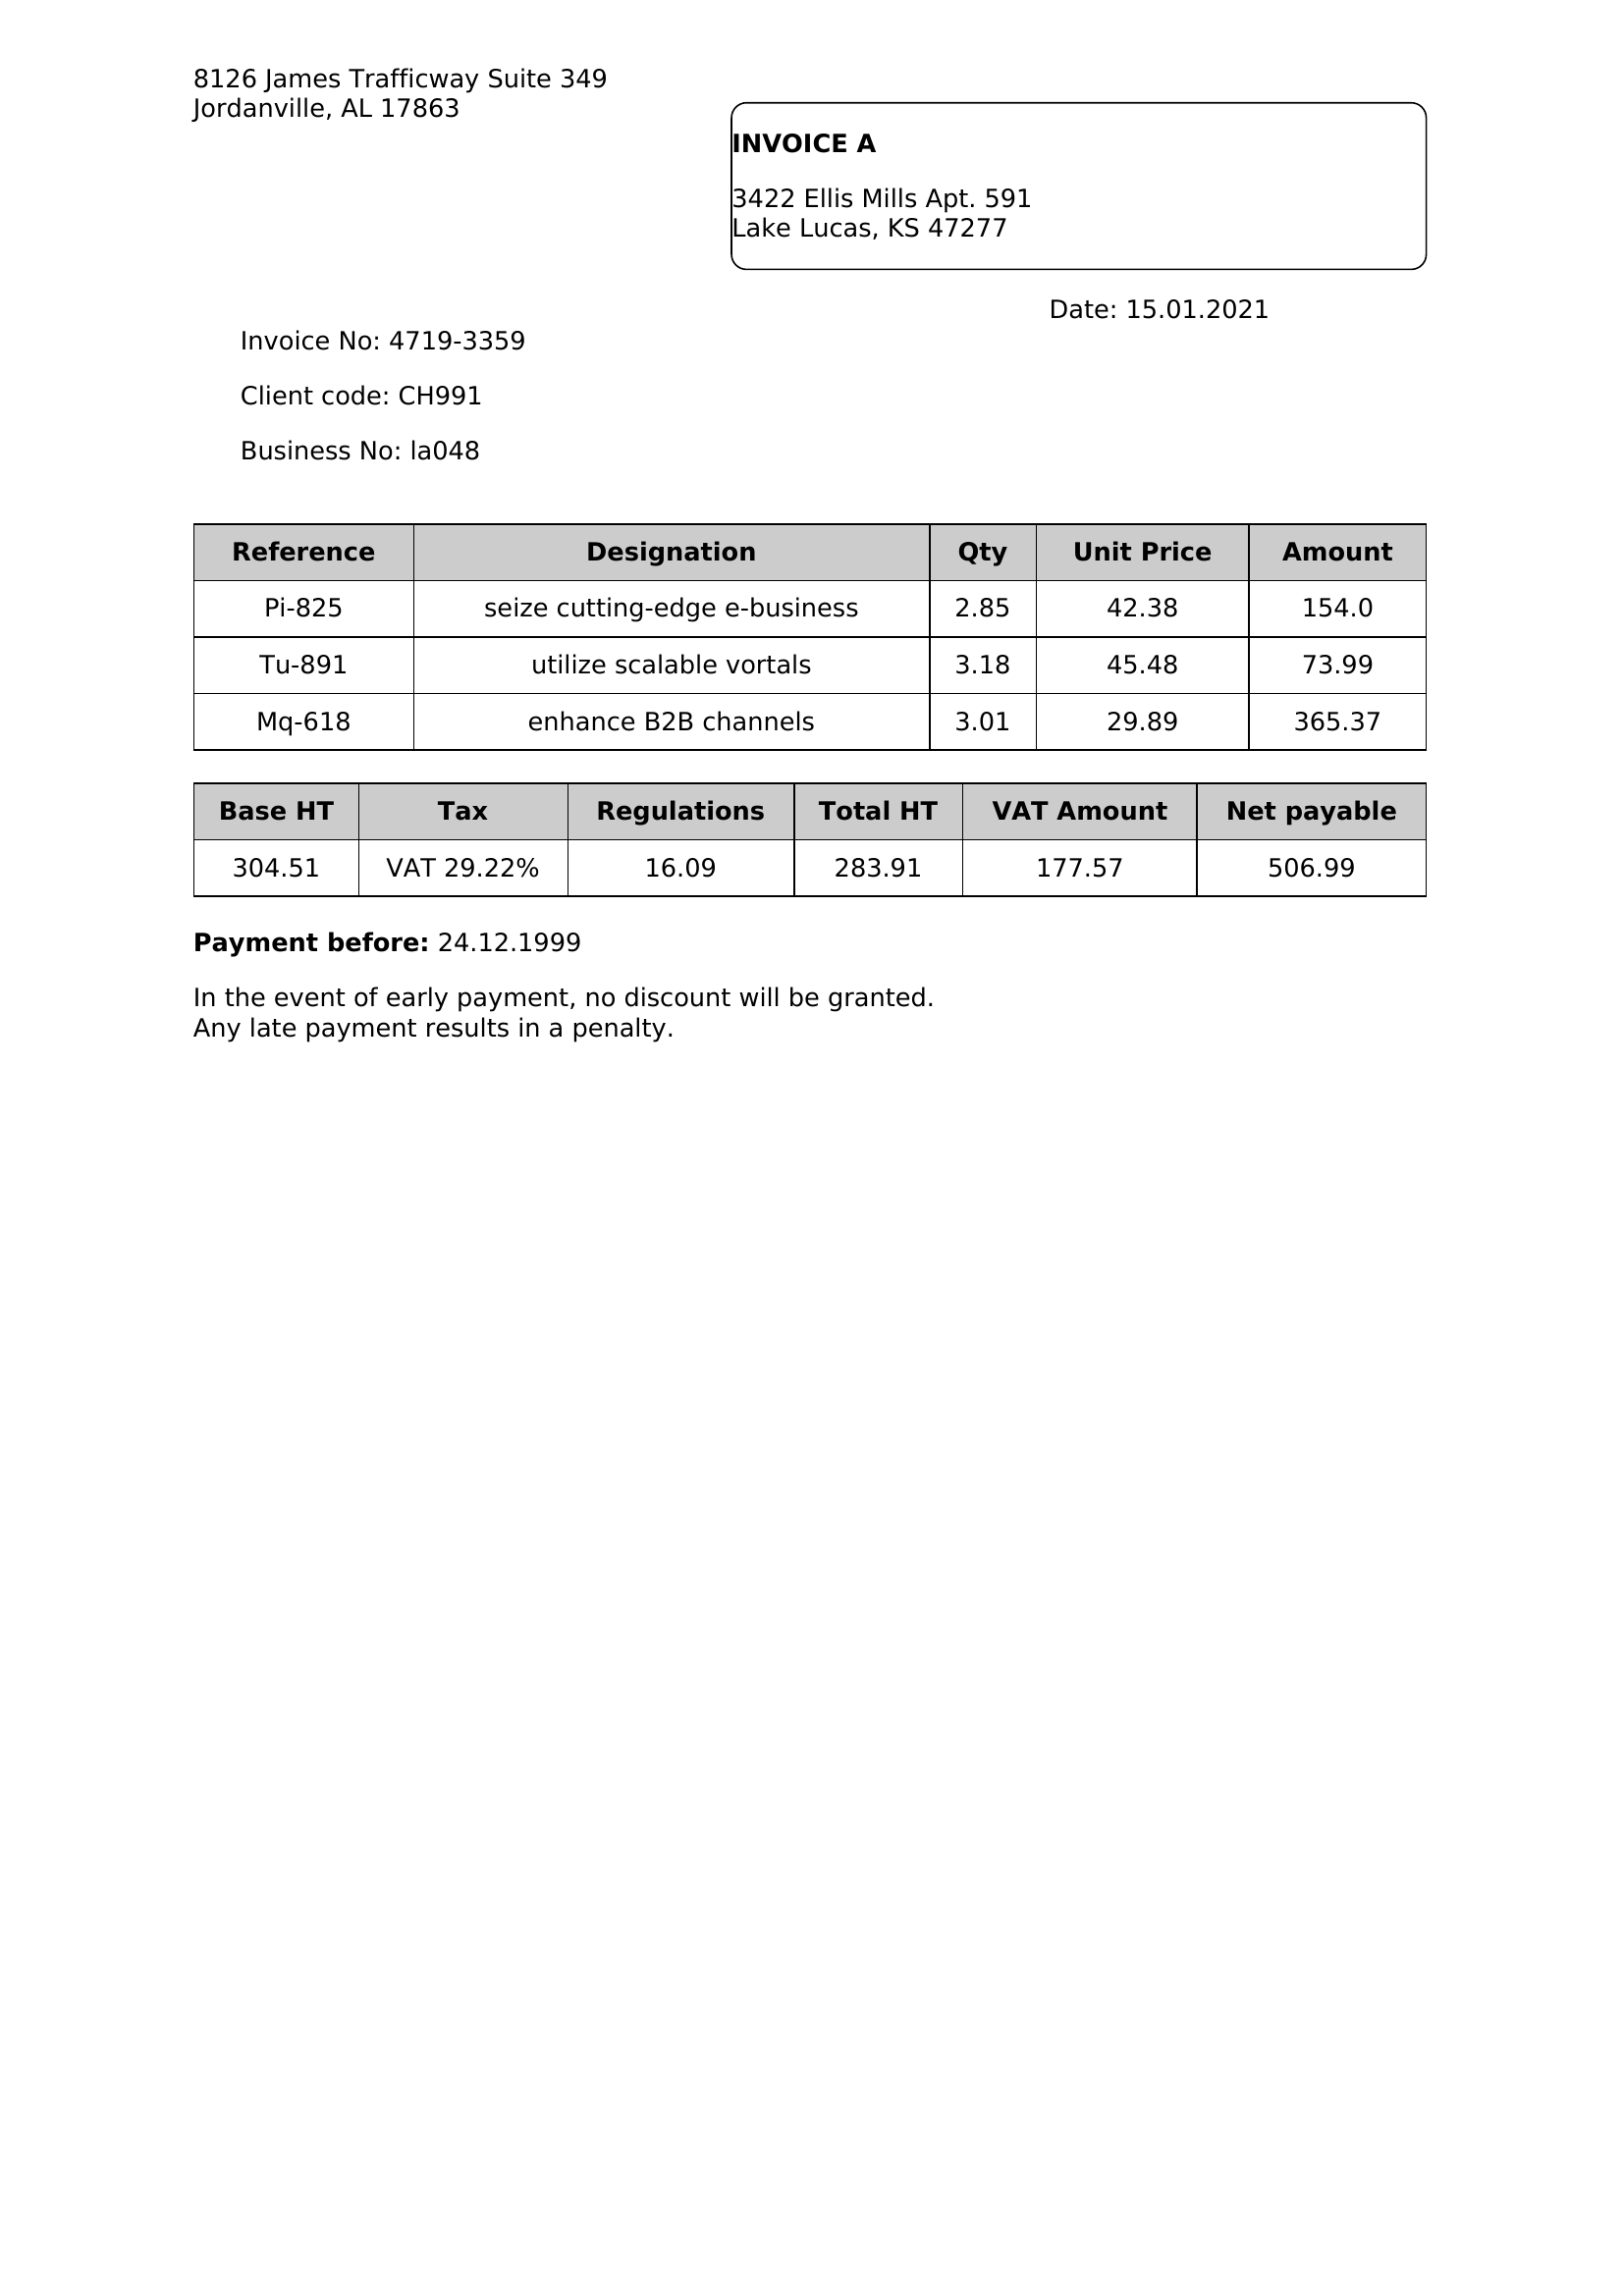 8126 James Trafficway Suite 349
Jordanville, AL 17863
INVOICE A
3422 Ellis Mills Apt. 591
Lake Lucas, KS 47277
Date: 15.01.2021
Invoice No: 4719-3359
Client code: CH991
Business No: la048
Reference Designation Qty Unit Price Amount
Pi-825 seize cutting-edge e-business 2.85 42.38 154.0
Tu-891 utilize scalable vortals 3.18 45.48 73.99
Mq-618 enhance B2B channels 3.01 29.89 365.37
Base HT Tax Regulations Total HT VAT Amount Net payable
304.51 VAT 29.22% 16.09 283.91 177.57 506.99
Payment before: 24.12.1999
In the event of early payment, no discount will be granted.
Any late payment results in a penalty.